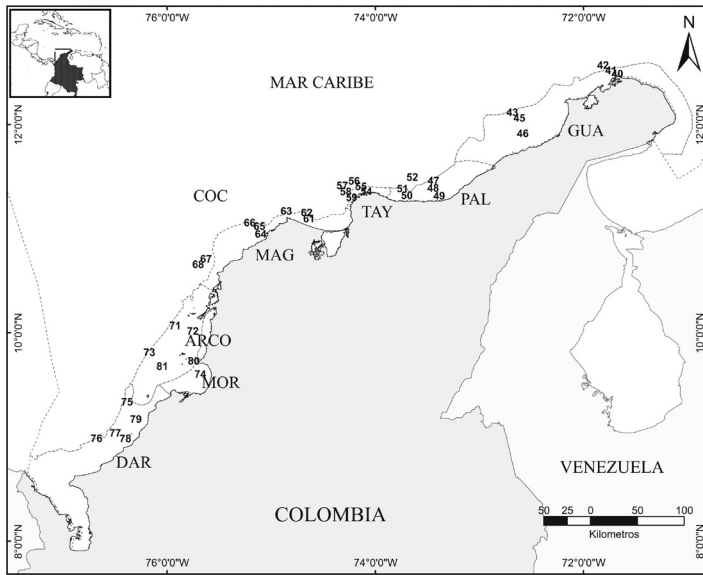 76°0'0"W
74°0'0"W
72°0'0"W
N
MAR CARIBE
42
41
40
12°0'0"N
12°0'0"N
43
45
46
GUA
52
47
48
49
51
50
PAL
56
57
55
58
54
59
TAY
COC
63
62
61
66
65
64
MAG
67
68
71
72
10°0'0"N
10°0'0"N
ARCO
73
80
81
74
MOR
75
79
77
76
78
DAR
VENEZUELA
COLOMBIA
50 25 0 50 100
Kilometros
8°0'0"N
8°0'0"N
76°0'0"W
74°0'0"W
72°0'0"W